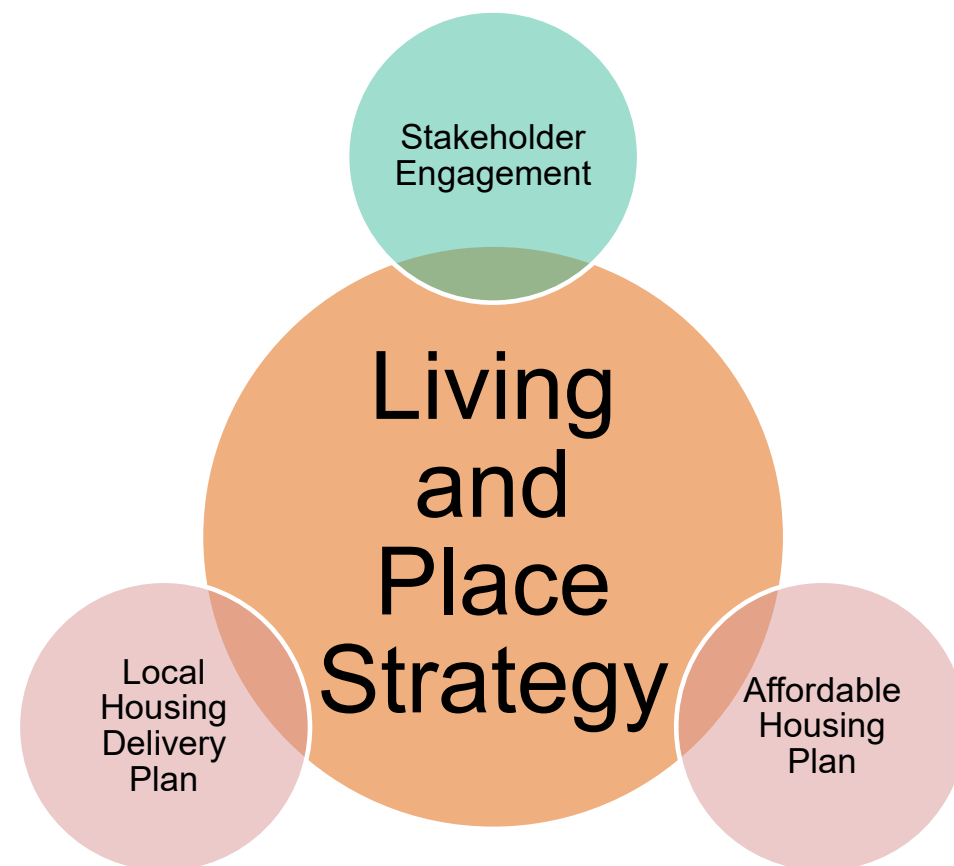 Stakeholder
Engagement
Living
and
Place
Strategy
Local
Housing
Delivery
Plan
Affordable
Housing
Plan